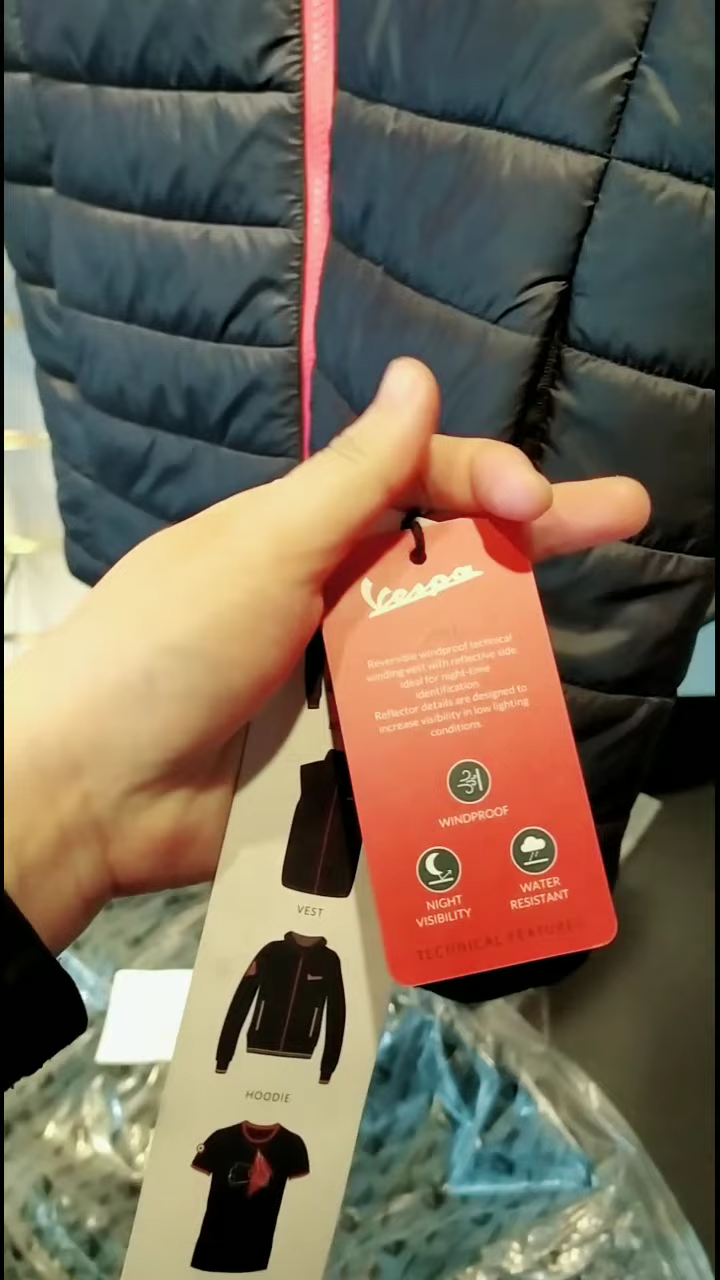 Vespa
Reversible windproof technical
winding vest with reflective side.
Ideal for night-time
identification.
Reflector details are designed to
increase visibility in low lighting
conditions.
WINDPROOF
NIGHT
VISIBILITY
WATER
RESISTANT
TECHNICAL FEATURES
VEST
HOODIE